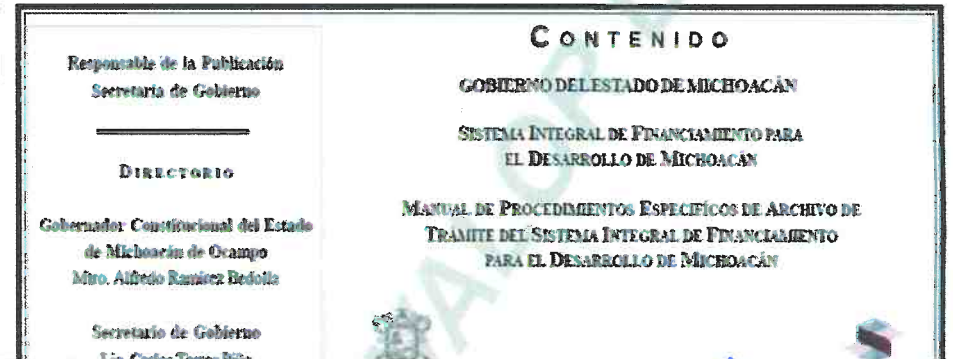 Responsable de la Publicación
Secretaría de Gobierno
DIRECTORIO
Gobernador Constitucional del Estado
de Michoacán de Ocampo
Mtro. Alfredo Ramírez Bedolla
Secretario de Gobierno
CONTENIDO
GOBIERNO DEL ESTADO DE MICHOACÁN
SISTEMA INTEGRAL DE FINANCIAMIENTO PARA
EL DESARROLLO DE MICHOACÁN
MANUAL DE PROCEDIMIENTOS ESPECIFÍCOS DE ARCHIVO DE
TRÁMITE DEL SISTEMA INTEGRAL DE FINANCIAMIENTO
PARA EL DESARROLLO DE MICHOACÁN